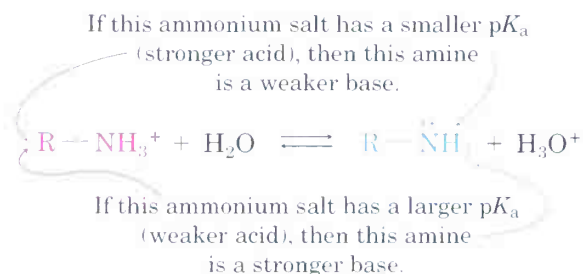 If this ammonium salt has a smaller pKₐ
(stronger acid), then this amine
is a weaker base.
R—NH₃⁺ + H₂O ⇌ R—N̈H + H₃O⁺
If this ammonium salt has a larger pKₐ
(weaker acid), then this amine
is a stronger base.